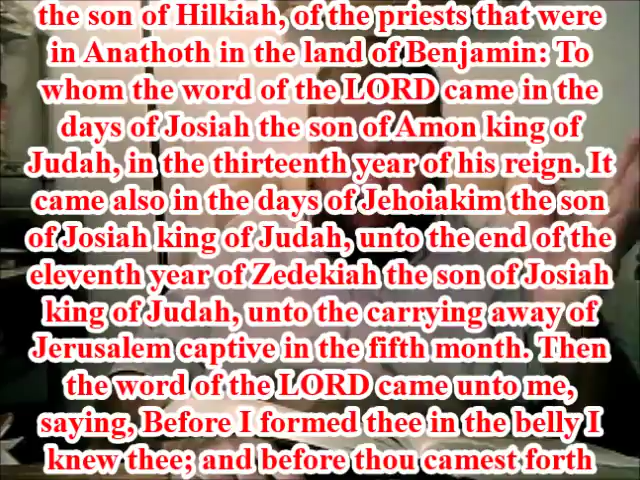 the son of Hilkiah, of the priests that were
in Anathoth in the land of Benjamin: To
whom the word of the LORD came in the
days of Josiah the son of Amon king of
Judah, in the thirteenth year of his reign. It
came also in the days of Jehoiakim the son
of Josiah king of Judah, unto the end of the
eleventh year of Zedekiah the son of Josiah
king of Judah, unto the carrying away of
Jerusalem captive in the fifth month. Then
the word of the LORD came unto me,
saying, Before I formed thee in the belly I
knew thee; and before thou camest forth